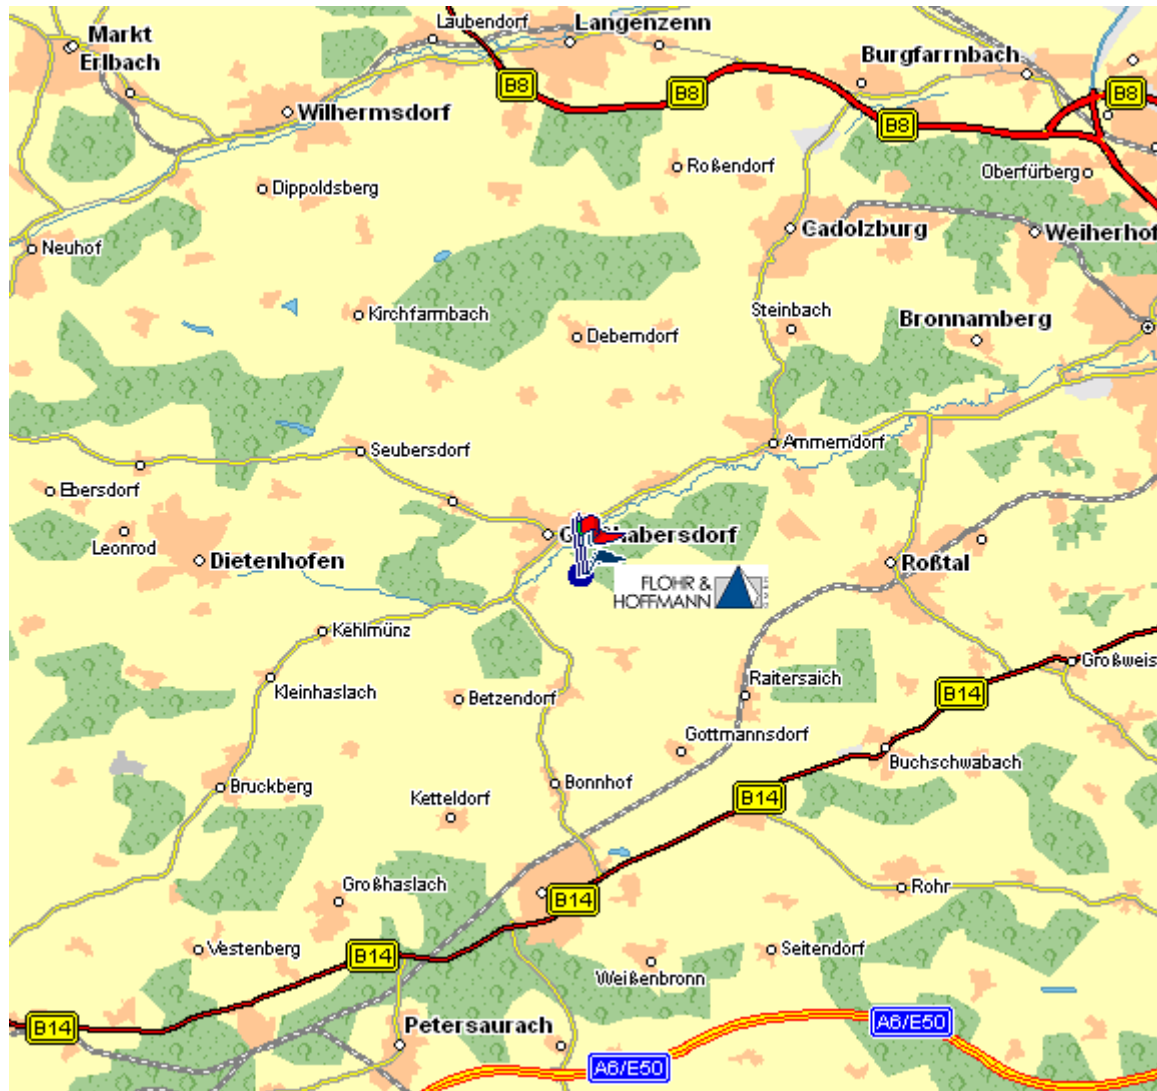 Laubendorf
Langenzenn
Markt
Erlbach
Burgfarrnbach
B8
B8
B8
B8
Wilhermsdorf
Roßendorf
Oberfürberg
Dippoldsberg
Cadolzburg
Weiherhof
Neuhof
Kirchfarrnbach
Steinbach
Deberndorf
Bronnamberg
Seubersdorf
Ammerndorf
Ebersdorf
Leonrod
Dietenhofen
habersdorf
Roßtal
FLOHR &
HOFFMANN
Kehlmünz
Großweis
Raitersaich
Kleinhaslach
Betzendorf
B14
Gottmannsdorf
Buchschwabach
Bruckberg
Bonnhof
Ketteldorf
B14
Großhaslach
Rohr
B14
Vestenberg
B14
Seitendorf
Weißenbronn
B14
Petersaurach
A6/E50
A6/E50